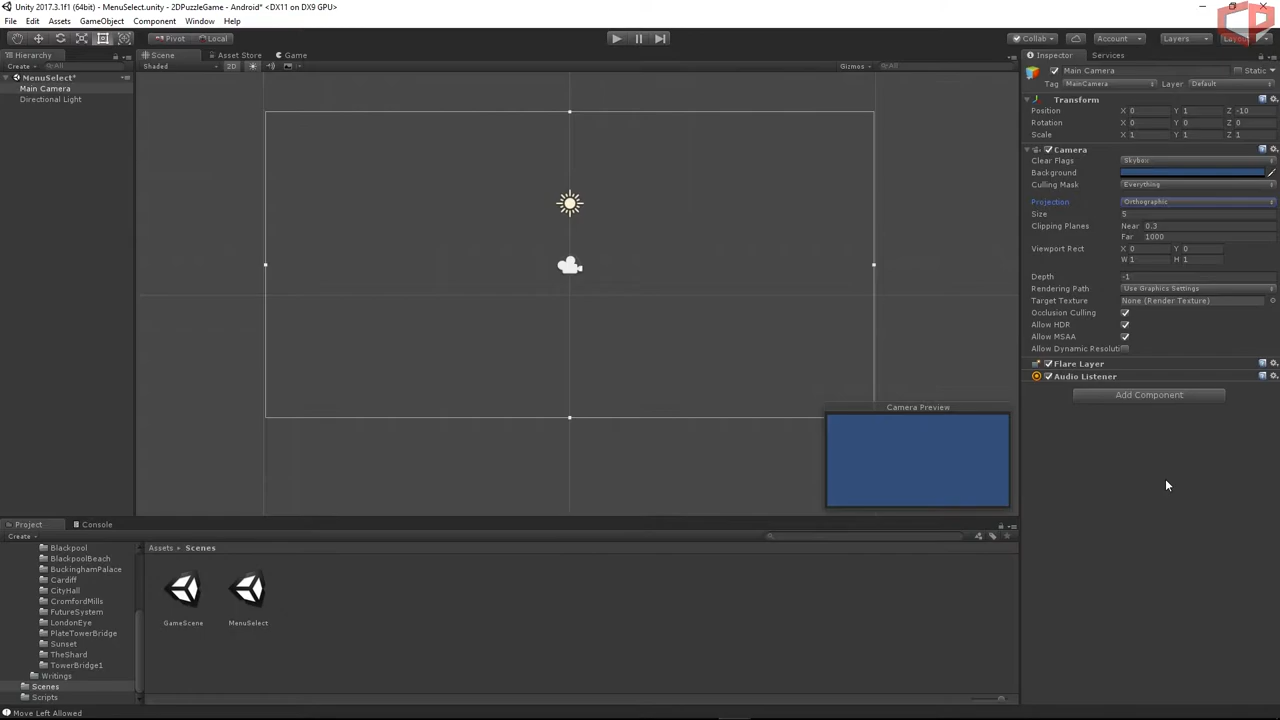 Unity 2017.3.1f1 (64bit) - MenuSelect.unity - 2DPuzzleGame - Android* <DX11 on DX9 GPU>
File Edit Assets GameObject Component Window Help
Pivot Local
Collab Account Layers
Hierarchy
Scene Asset Store Game
Inspector Services
Create All
Shaded 2D Gizmos All
MenuSelect*
Main Camera
Directional Light
Main Camera Static
Tag MainCamera Layer Default
Transform
Position X 0 Y 1 Z -10
Rotation X 0 Y 0 Z 0
Scale X 1 Y 1 Z 1
Camera
Clear Flags Skybox
Background
Culling Mask Everything
Projection Orthographic
Size 5
Clipping Planes Near 0.3
Far 1000
Viewport Rect X 0 Y 0
W 1 H 1
Depth -1
Rendering Path Use Graphics Settings
Target Texture None (Render Texture)
Occlusion Culling
Allow HDR
Allow MSAA
Allow Dynamic Resoluti
Flare Layer
Audio Listener
Add Component
Camera Preview
Project Console
Create
Assets Scenes
Blackpool
BlackpoolBeach
BuckinghamPalace
Cardiff
CityHall
CromfordMills
FutureSystem
LondonEye
PlateTowerBridge
Sunset
TheShard
TowerBridge1
Writings
Scenes
Scripts
GameScene MenuSelect
Move Left Allowed